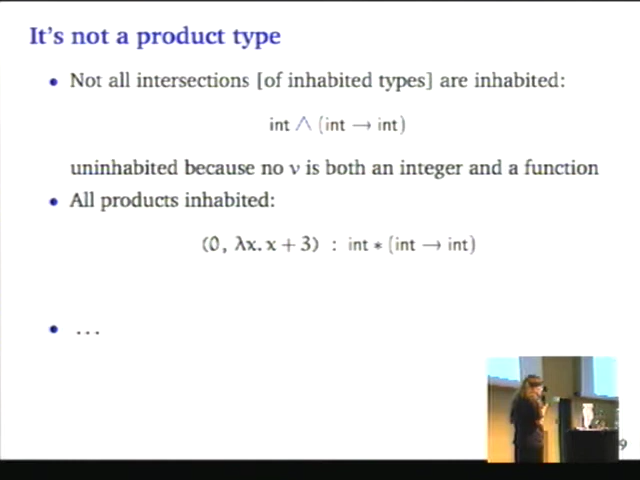 It's not a product type
• Not all intersections [of inhabited types] are inhabited:
int ∧ (int → int)
uninhabited because no v is both an integer and a function
• All products inhabited:
(0, λx. x + 3) : int * (int → int)
• ...
9